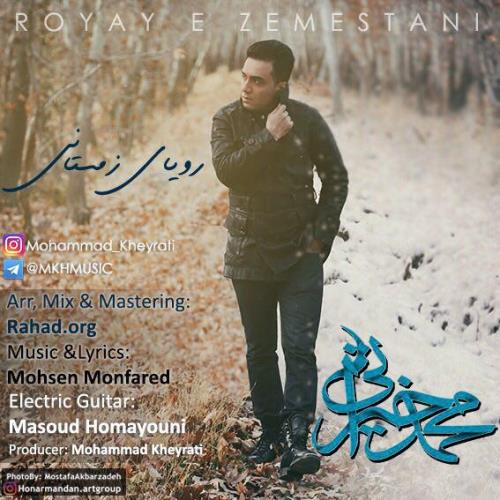 ROYAY E ZEMESTANI
رویای زمستانی
Mohammad_Kheyrati
@MKHMUSIC
Arr, Mix & Mastering:
Rahad.org
Music &Lyrics:
Mohsen Monfared
Electric Guitar:
Masoud Homayouni
Producer: Mohammad Kheyrati
محمد خیراتی
PhotoBy: MostafaAkbarzadeh
@Honarmandan.artgroup